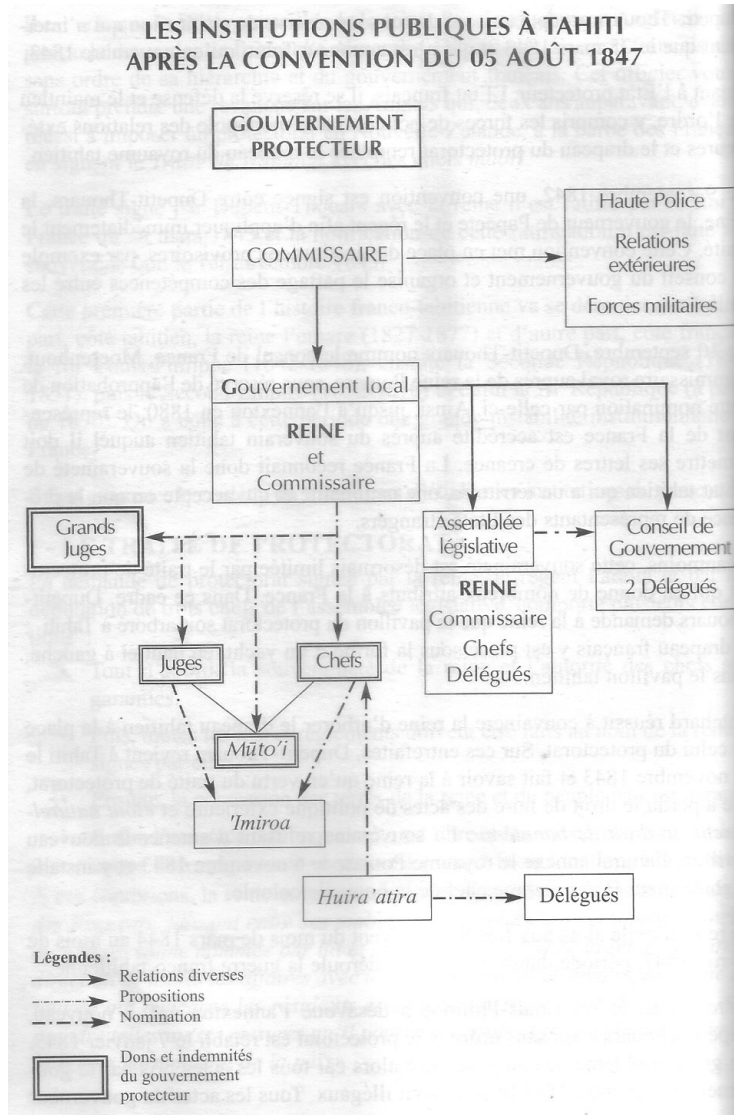 LES INSTITUTIONS PUBLIQUES À TAHITI
APRÈS LA CONVENTION DU 05 AOÛT 1847
GOUVERNEMENT
PROTECTEUR
COMMISSAIRE
Haute Police
Relations
extérieures
Forces militaires
Gouvernement local
REINE
et
Commissaire
Grands
Juges
Assemblée
législative
REINE
Commissaire
Chefs
Délégués
Conseil de
Gouvernement
2 Délégués
Juges
Chefs
Mūto'i
'Imiroa
Huira'atira
Délégués
Légendes :
Relations diverses
Propositions
Nomination
Dons et indemnités
du gouvernement
protecteur